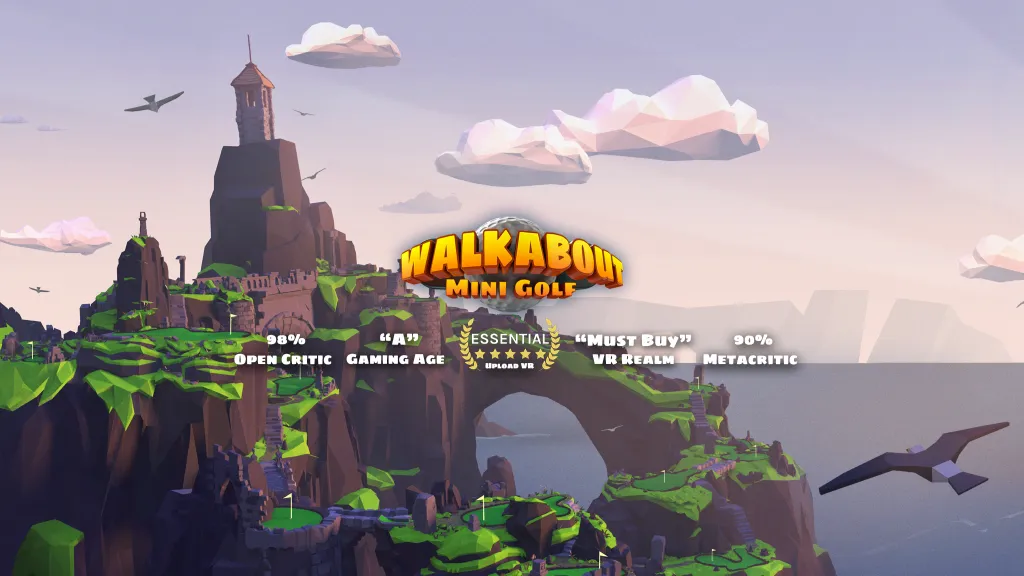 WALKABOUT
MINI GOLF
98%
OPEN CRITIC
“A”
GAMING AGE
ESSENTIAL
UPLOAD VR
“MUST BUY”
VR REALM
90%
METACRITIC